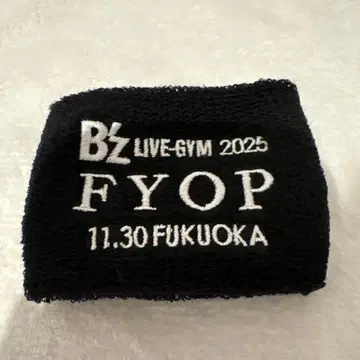 B'z LIVE-GYM 2025
FYOP
11.30 FUKUOKA